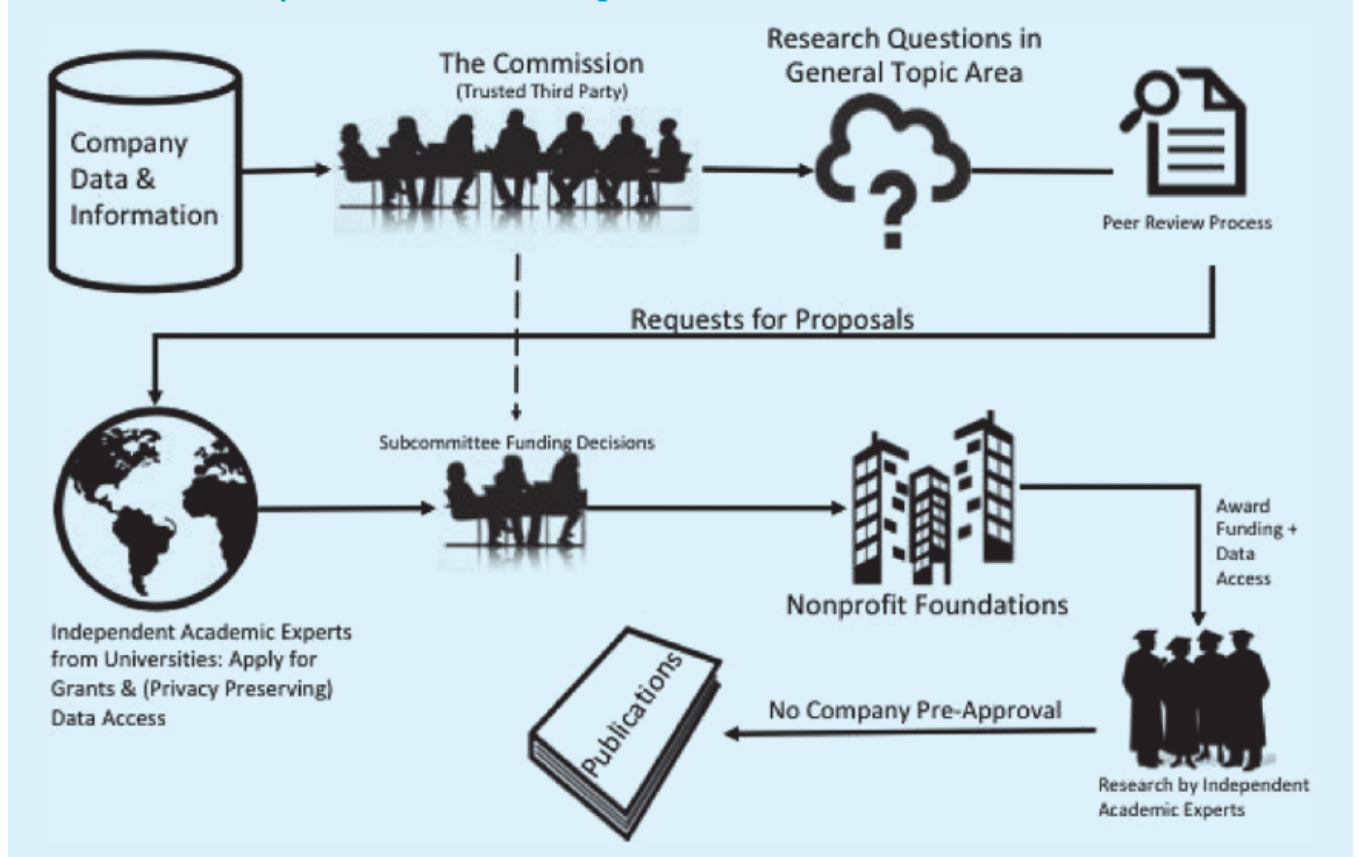 The Commission
(Trusted Third Party)
Research Questions in
General Topic Area
Company
Data &
Information
Peer Review Process
Requests for Proposals
Subcommittee Funding Decisions
Award
Funding +
Data
Access
Nonprofit Foundations
Independent Academic Experts
from Universities: Apply for
Grants & (Privacy Preserving)
Data Access
Publications
No Company Pre-Approval
Research by Independent
Academic Experts